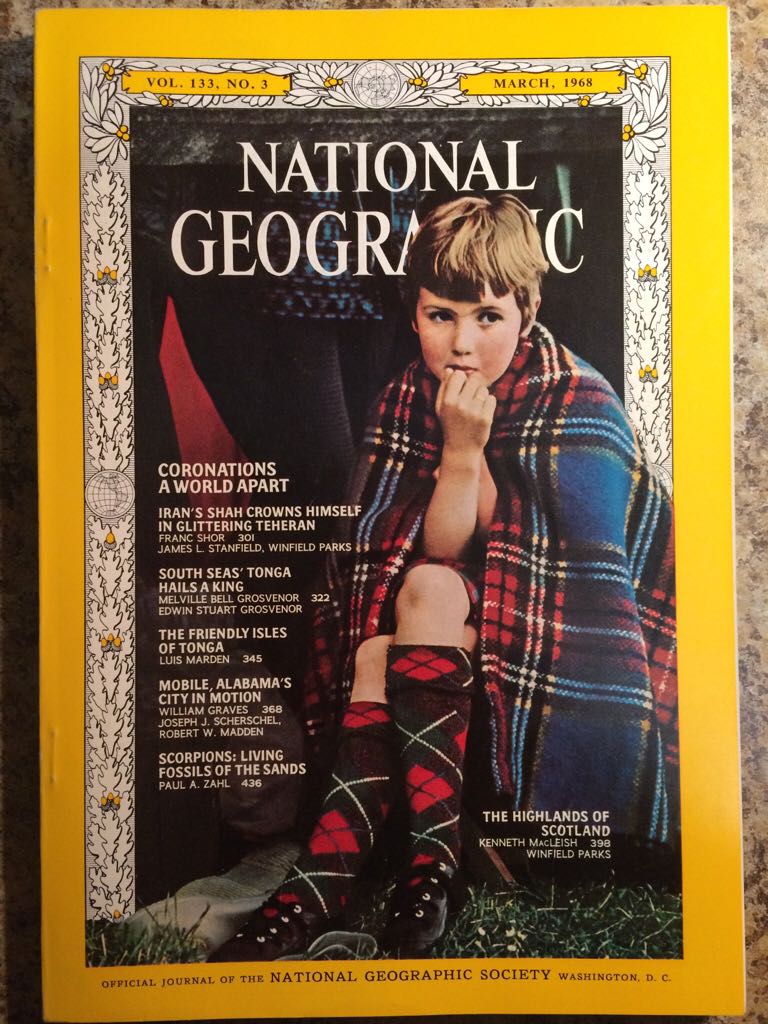 VOL. 133, NO. 3
MARCH, 1968
NATIONAL
GEOGRAPHIC
CORONATIONS
A WORLD APART
IRAN'S SHAH CROWNS HIMSELF
IN GLITTERING TEHERAN
FRANC SHOR 301
JAMES L. STANFIELD, WINFIELD PARKS
SOUTH SEAS' TONGA
HAILS A KING
MELVILLE BELL GROSVENOR 322
EDWIN STUART GROSVENOR
THE FRIENDLY ISLES
OF TONGA
LUIS MARDEN 345
MOBILE, ALABAMA'S
CITY IN MOTION
WILLIAM GRAVES 368
JOSEPH J. SCHERSCHEL,
ROBERT W. MADDEN
SCORPIONS: LIVING
FOSSILS OF THE SANDS
PAUL A. ZAHL 436
THE HIGHLANDS OF
SCOTLAND
KENNETH MacLEISH 398
WINFIELD PARKS
OFFICIAL JOURNAL OF THE NATIONAL GEOGRAPHIC SOCIETY WASHINGTON, D. C.